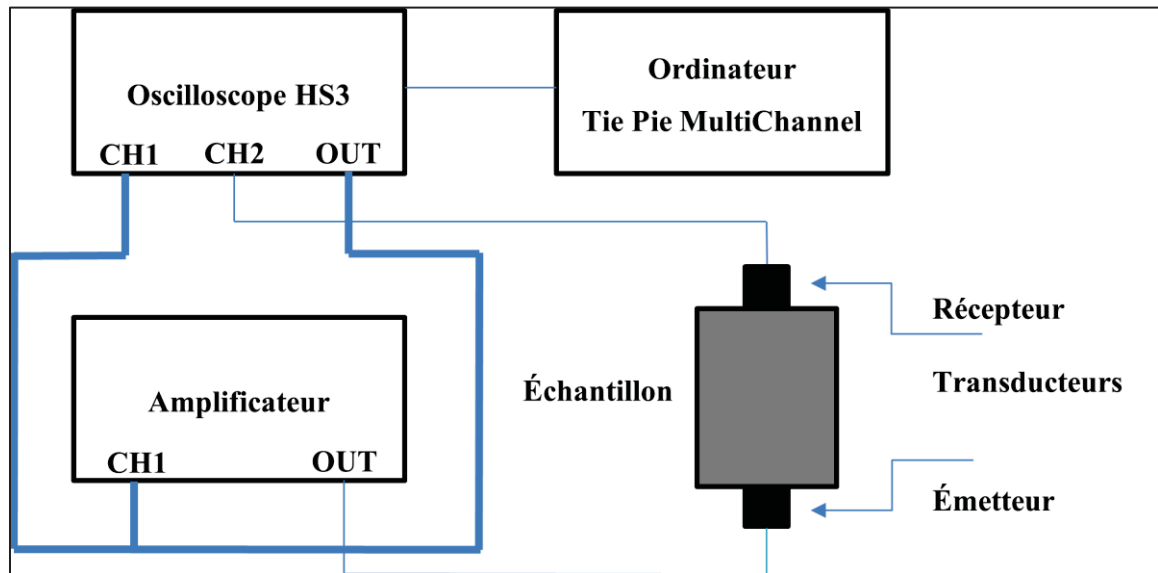 Oscilloscope HS3
CH1 CH2 OUT
Ordinateur
Tie Pie MultiChannel
Amplificateur
CH1 OUT
Échantillon
Récepteur
Transducteurs
Émetteur